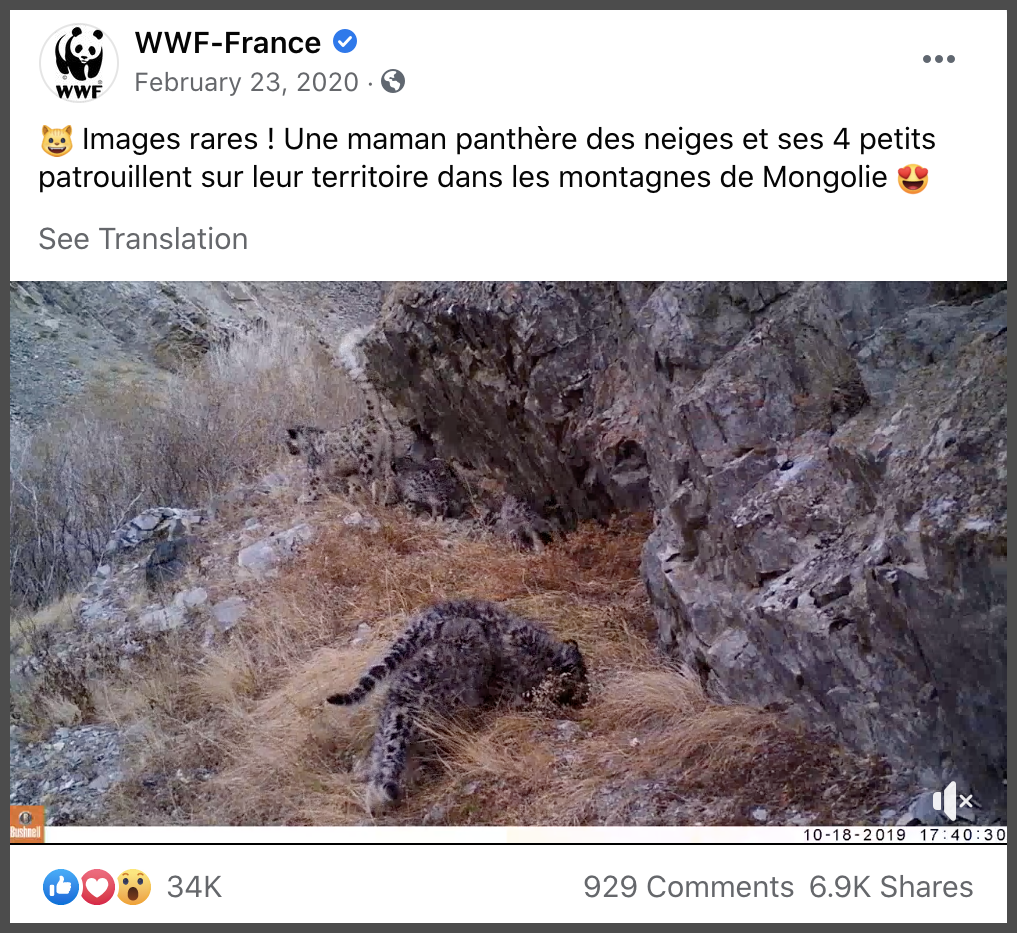 WWF-France
February 23, 2020 ·
WWF
😺 Images rares ! Une maman panthère des neiges et ses 4 petits
patrouillent sur leur territoire dans les montagnes de Mongolie 😍
See Translation
Bushnell
10-18-2019 17:40:30
34K
929 Comments 6.9K Shares